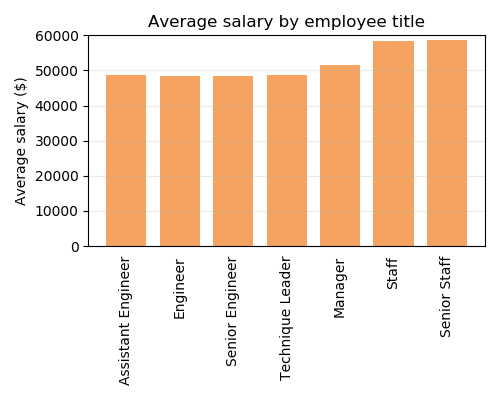 Average salary by employee title
Average salary ($)
60000
50000
40000
30000
20000
10000
0
Assistant Engineer
Engineer
Senior Engineer
Technique Leader
Manager
Staff
Senior Staff